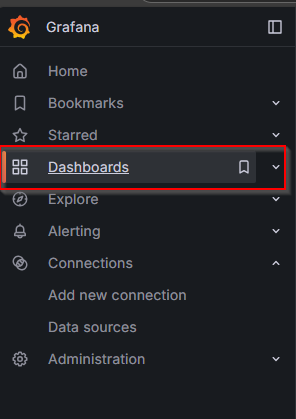 Grafana
Home
Bookmarks
Starred
Dashboards
Explore
Alerting
Connections
Add new connection
Data sources
Administration